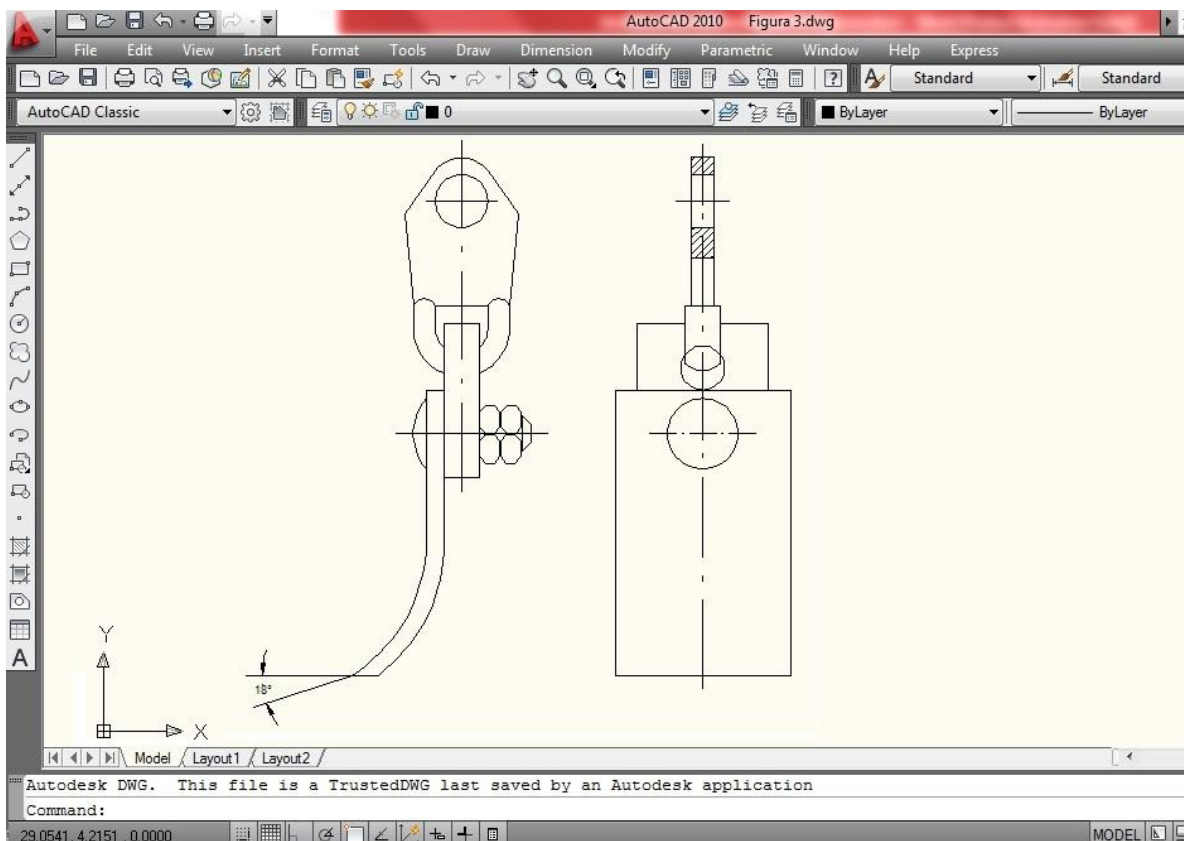 AutoCAD 2010 Figura 3.dwg
File Edit View Insert Format Tools Draw Dimension Modify Parametric Window Help Express
Standard Standard
AutoCAD Classic 0 ByLayer ByLayer
A
18°
Y
X
Model Layout1 Layout2
Autodesk DWG. This file is a TrustedDWG last saved by an Autodesk application
Command:
29.0541, 4.2151, 0.0000 MODEL